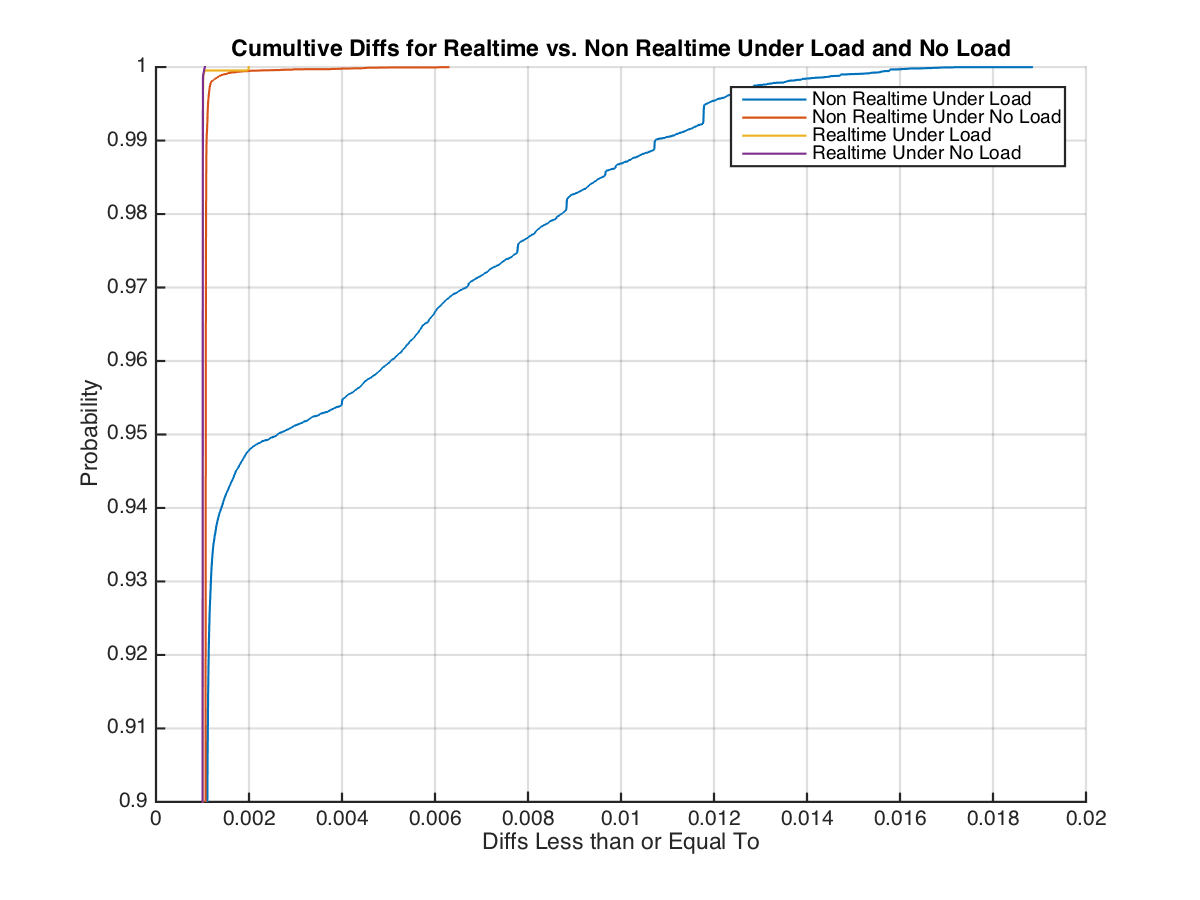 Cumultive Diffs for Realtime vs. Non Realtime Under Load and No Load
1
0.99
0.98
0.97
0.96
0.95
0.94
0.93
0.92
0.91
0.9
Probability
Non Realtime Under Load
Non Realtime Under No Load
Realtime Under Load
Realtime Under No Load
0 0.002 0.004 0.006 0.008 0.01 0.012 0.014 0.016 0.018 0.02
Diffs Less than or Equal To